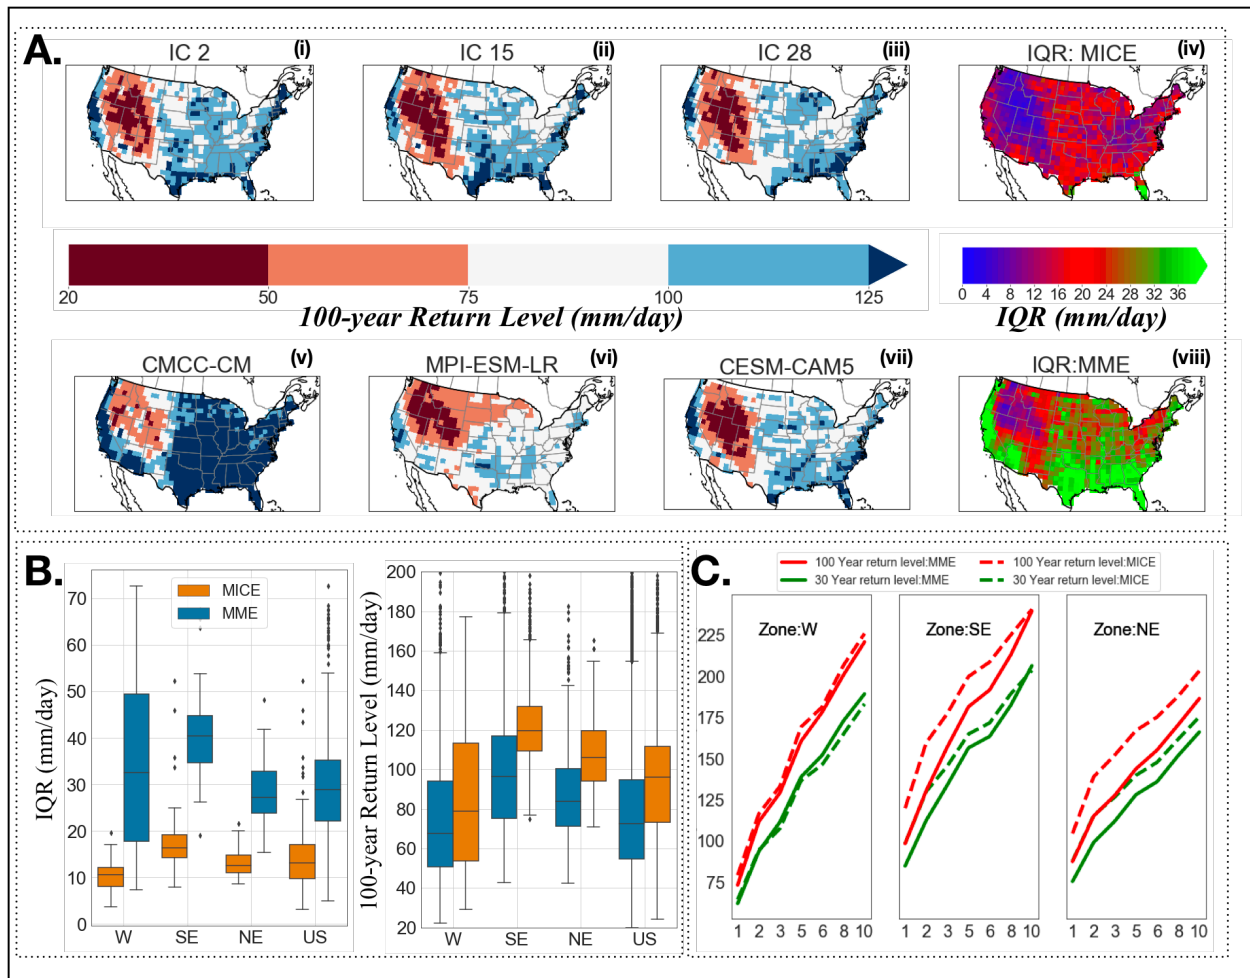 A.
IC 2 (i)
IC 15 (ii)
IC 28 (iii)
IQR: MICE (iv)
20 50 75 100 125
100-year Return Level (mm/day)
0 4 8 12 16 20 24 28 32 36
IQR (mm/day)
CMCC-CM (v)
MPI-ESM-LR (vi)
CESM-CAM5 (vii)
IQR:MME (viii)
B.
MICE
MME
IQR (mm/day)
70
60
50
40
30
20
10
0
W SE NE US
100-year Return Level (mm/day)
200
180
160
140
120
100
80
60
40
20
W SE NE US
C.
100 Year return level:MME
100 Year return level:MICE
30 Year return level:MME
30 Year return level:MICE
Zone:W
Zone:SE
Zone:NE
225
200
175
150
125
100
75
1 2 3 5 6 8 10
1 2 3 5 6 8 10
1 2 3 5 6 8 10